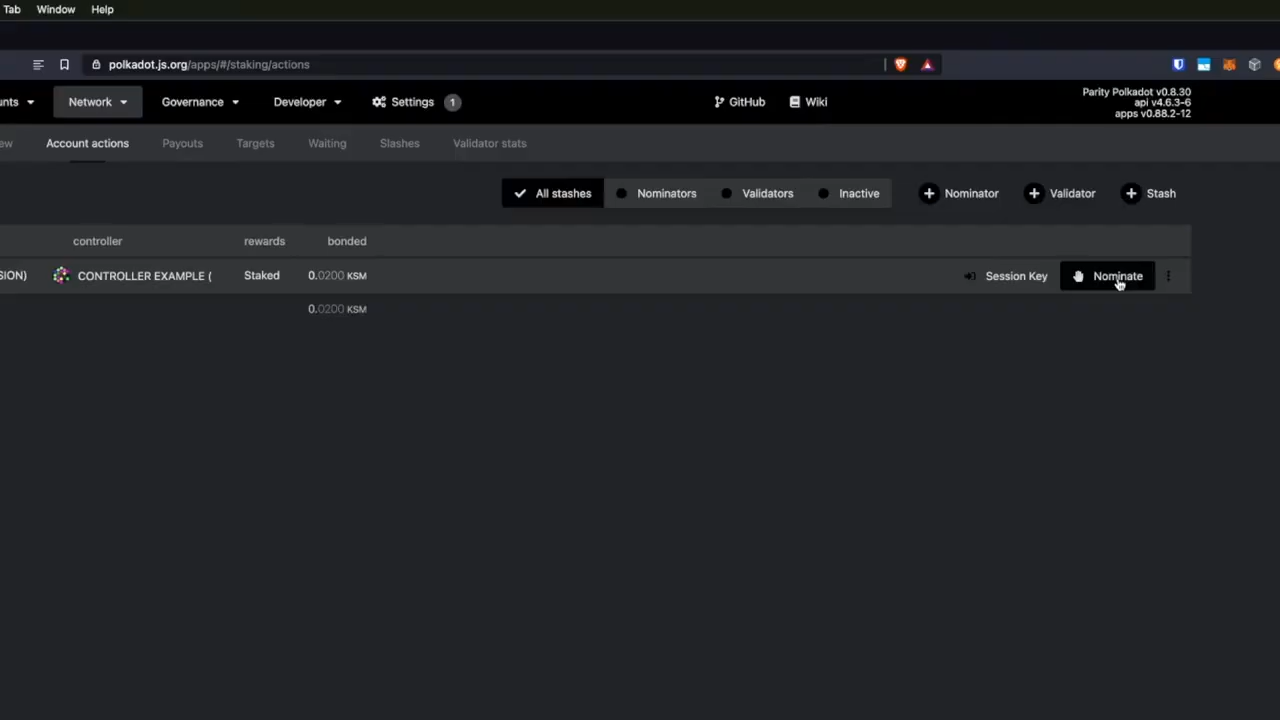 Tab Window Help
polkadot.js.org/apps/#/staking/actions
unts Network Governance Developer Settings 1 GitHub Wiki
Parity Polkadot v0.8.30
api v4.6.3-6
apps v0.88.2-12
ew Account actions Payouts Targets Waiting Slashes Validator stats
All stashes Nominators Validators Inactive Nominator Validator Stash
controller rewards bonded
SION) CONTROLLER EXAMPLE ( Staked 0.0200 KSM Session Key Nominate
0.0200 KSM